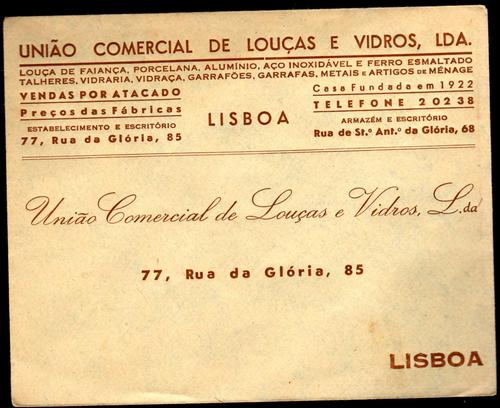 UNIÃO COMERCIAL DE LOUÇAS E VIDROS, LDA.
LOUÇA DE FAIANÇA, PORCELANA, ALUMÍNIO, AÇO INOXIDÁVEL E FERRO ESMALTADO
TALHERES, VIDRARIA, VIDRAÇA, GARRAFÕES, GARRAFAS, METAIS E ARTIGOS DE MÉNAGE
VENDAS POR ATACADO
Preços das Fábricas
ESTABELECIMENTO E ESCRITÓRIO
77, Rua da Glória, 85
LISBOA
Casa Fundada em 1922
TELEFONE 20238
ARMAZÉM E ESCRITÓRIO
Rua de St.º Ant.º da Glória, 68
União Comercial de Louças e Vidros, L.da
77, Rua da Glória, 85
LISBOA